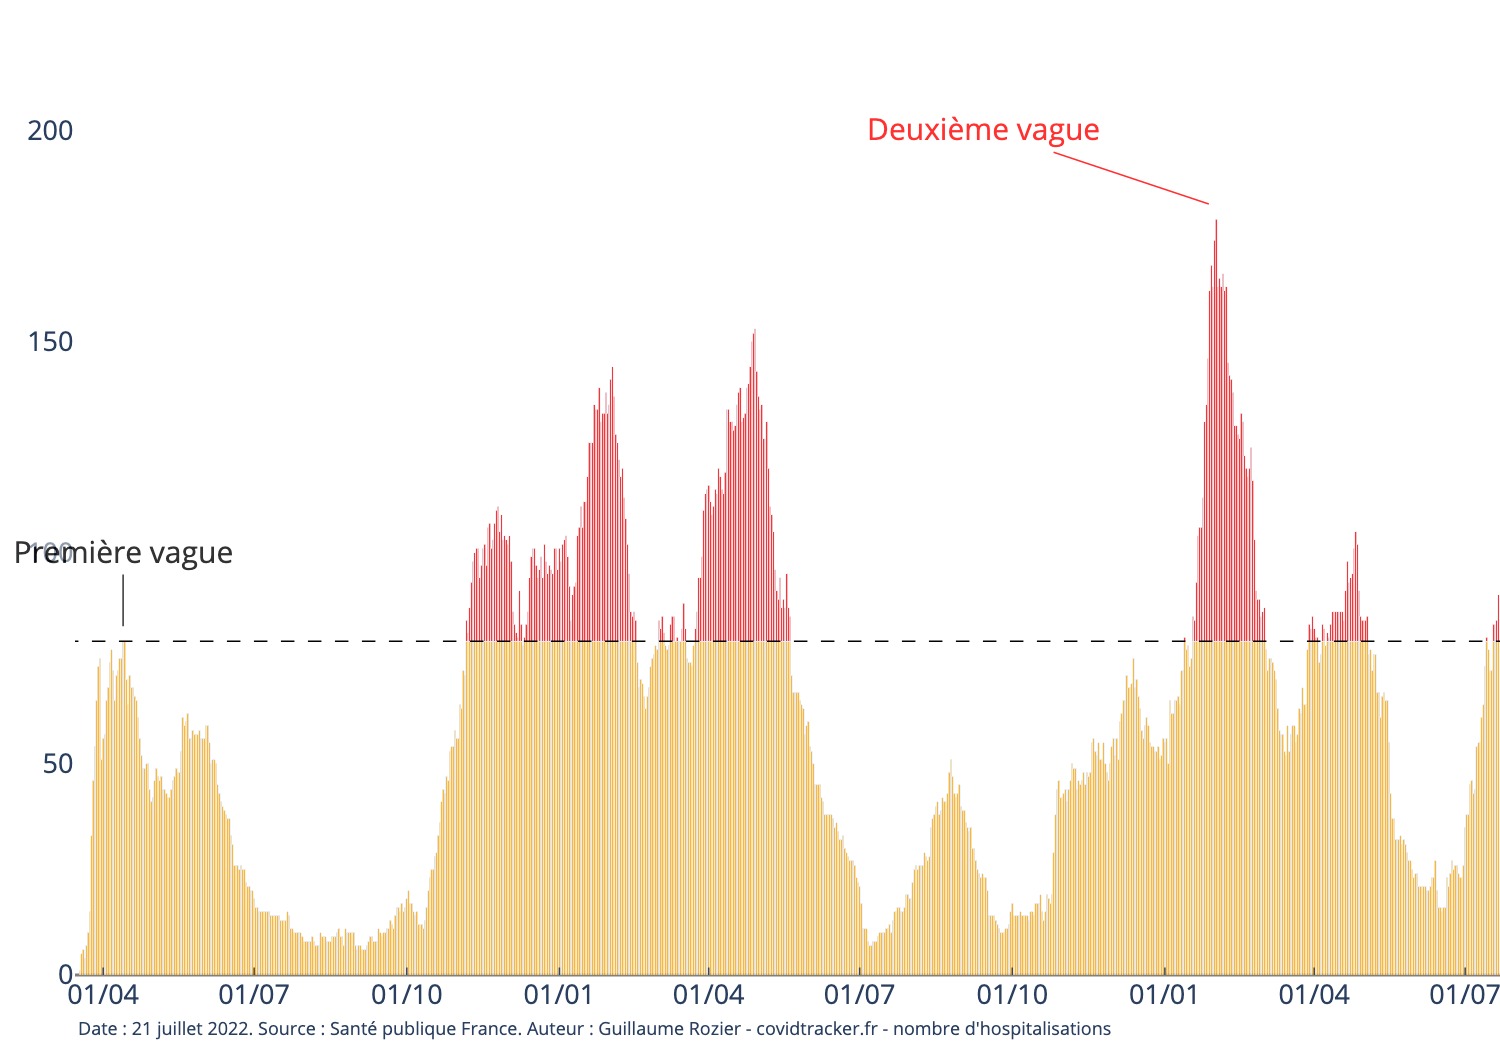 200
Deuxième vague
150
100
Première vague
50
0
01/04 01/07 01/10 01/01 01/04 01/07 01/10 01/01 01/04 01/07
Date : 21 juillet 2022. Source : Santé publique France. Auteur : Guillaume Rozier - covidtracker.fr - nombre d'hospitalisations